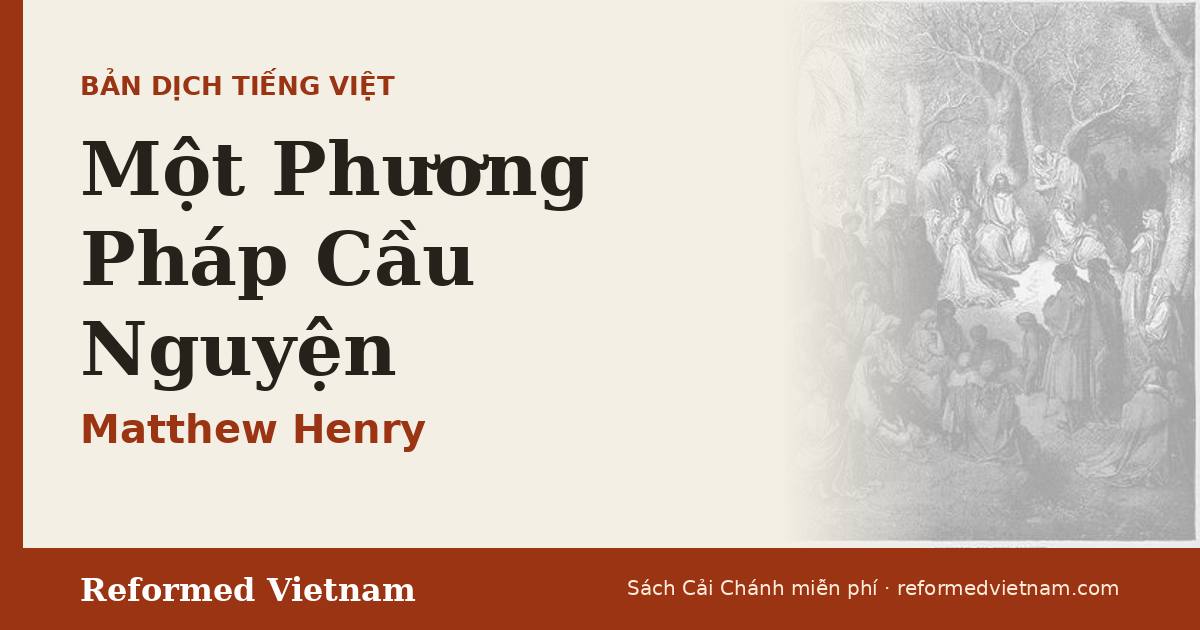 BẢN DỊCH TIẾNG VIỆT
Một Phương
Pháp Cầu
Nguyện
Matthew Henry
Reformed Vietnam
Sách Cải Chánh miễn phí · reformedvietnam.com